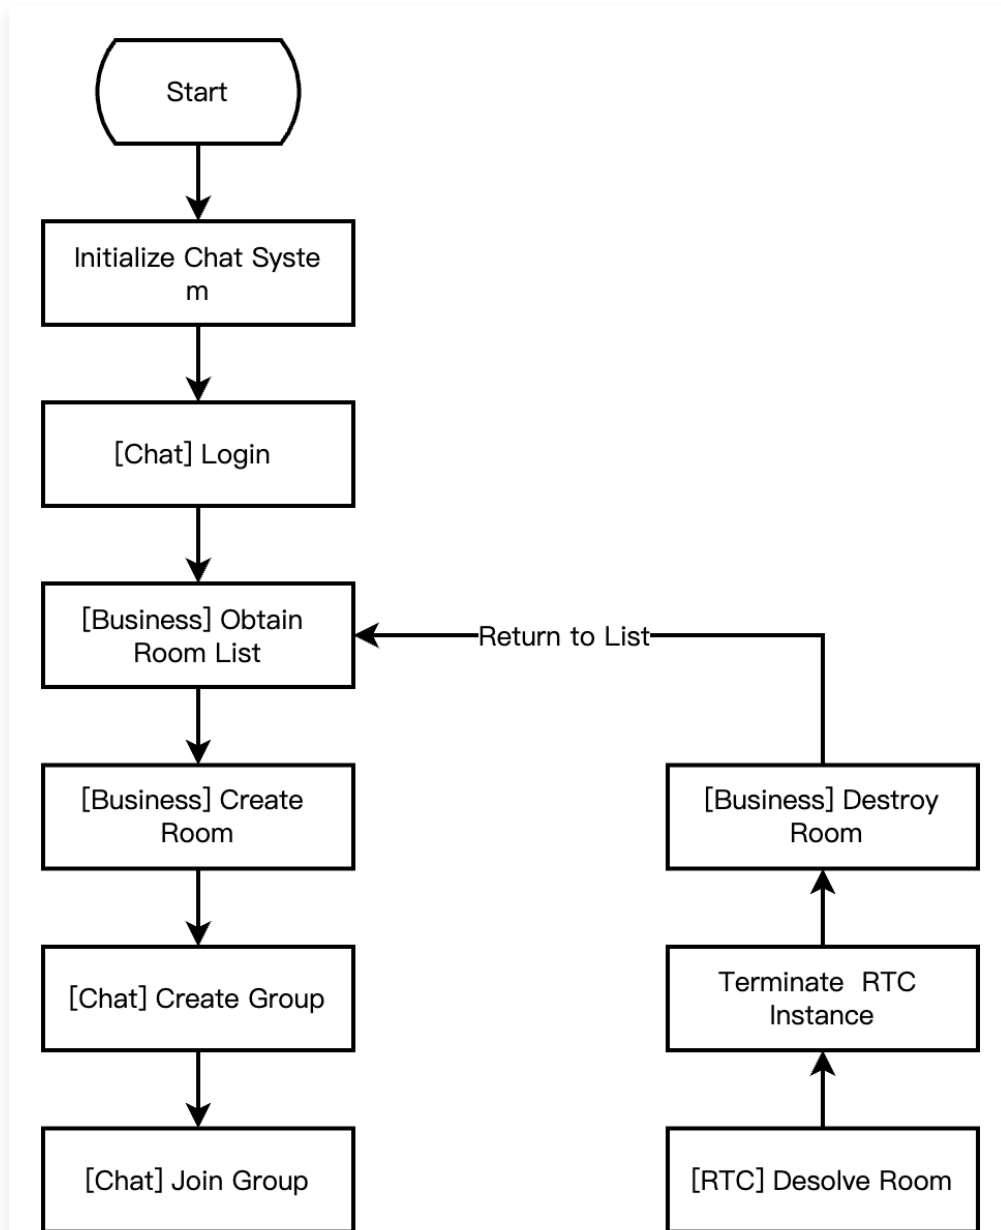 Start
Initialize Chat Syste
m
[Chat] Login
[Business] Obtain
Room List
Return to List
[Business] Create
Room
[Business] Destroy
Room
[Chat] Create Group
Terminate  RTC
Instance
[Chat] Join Group
[RTC] Desolve Room